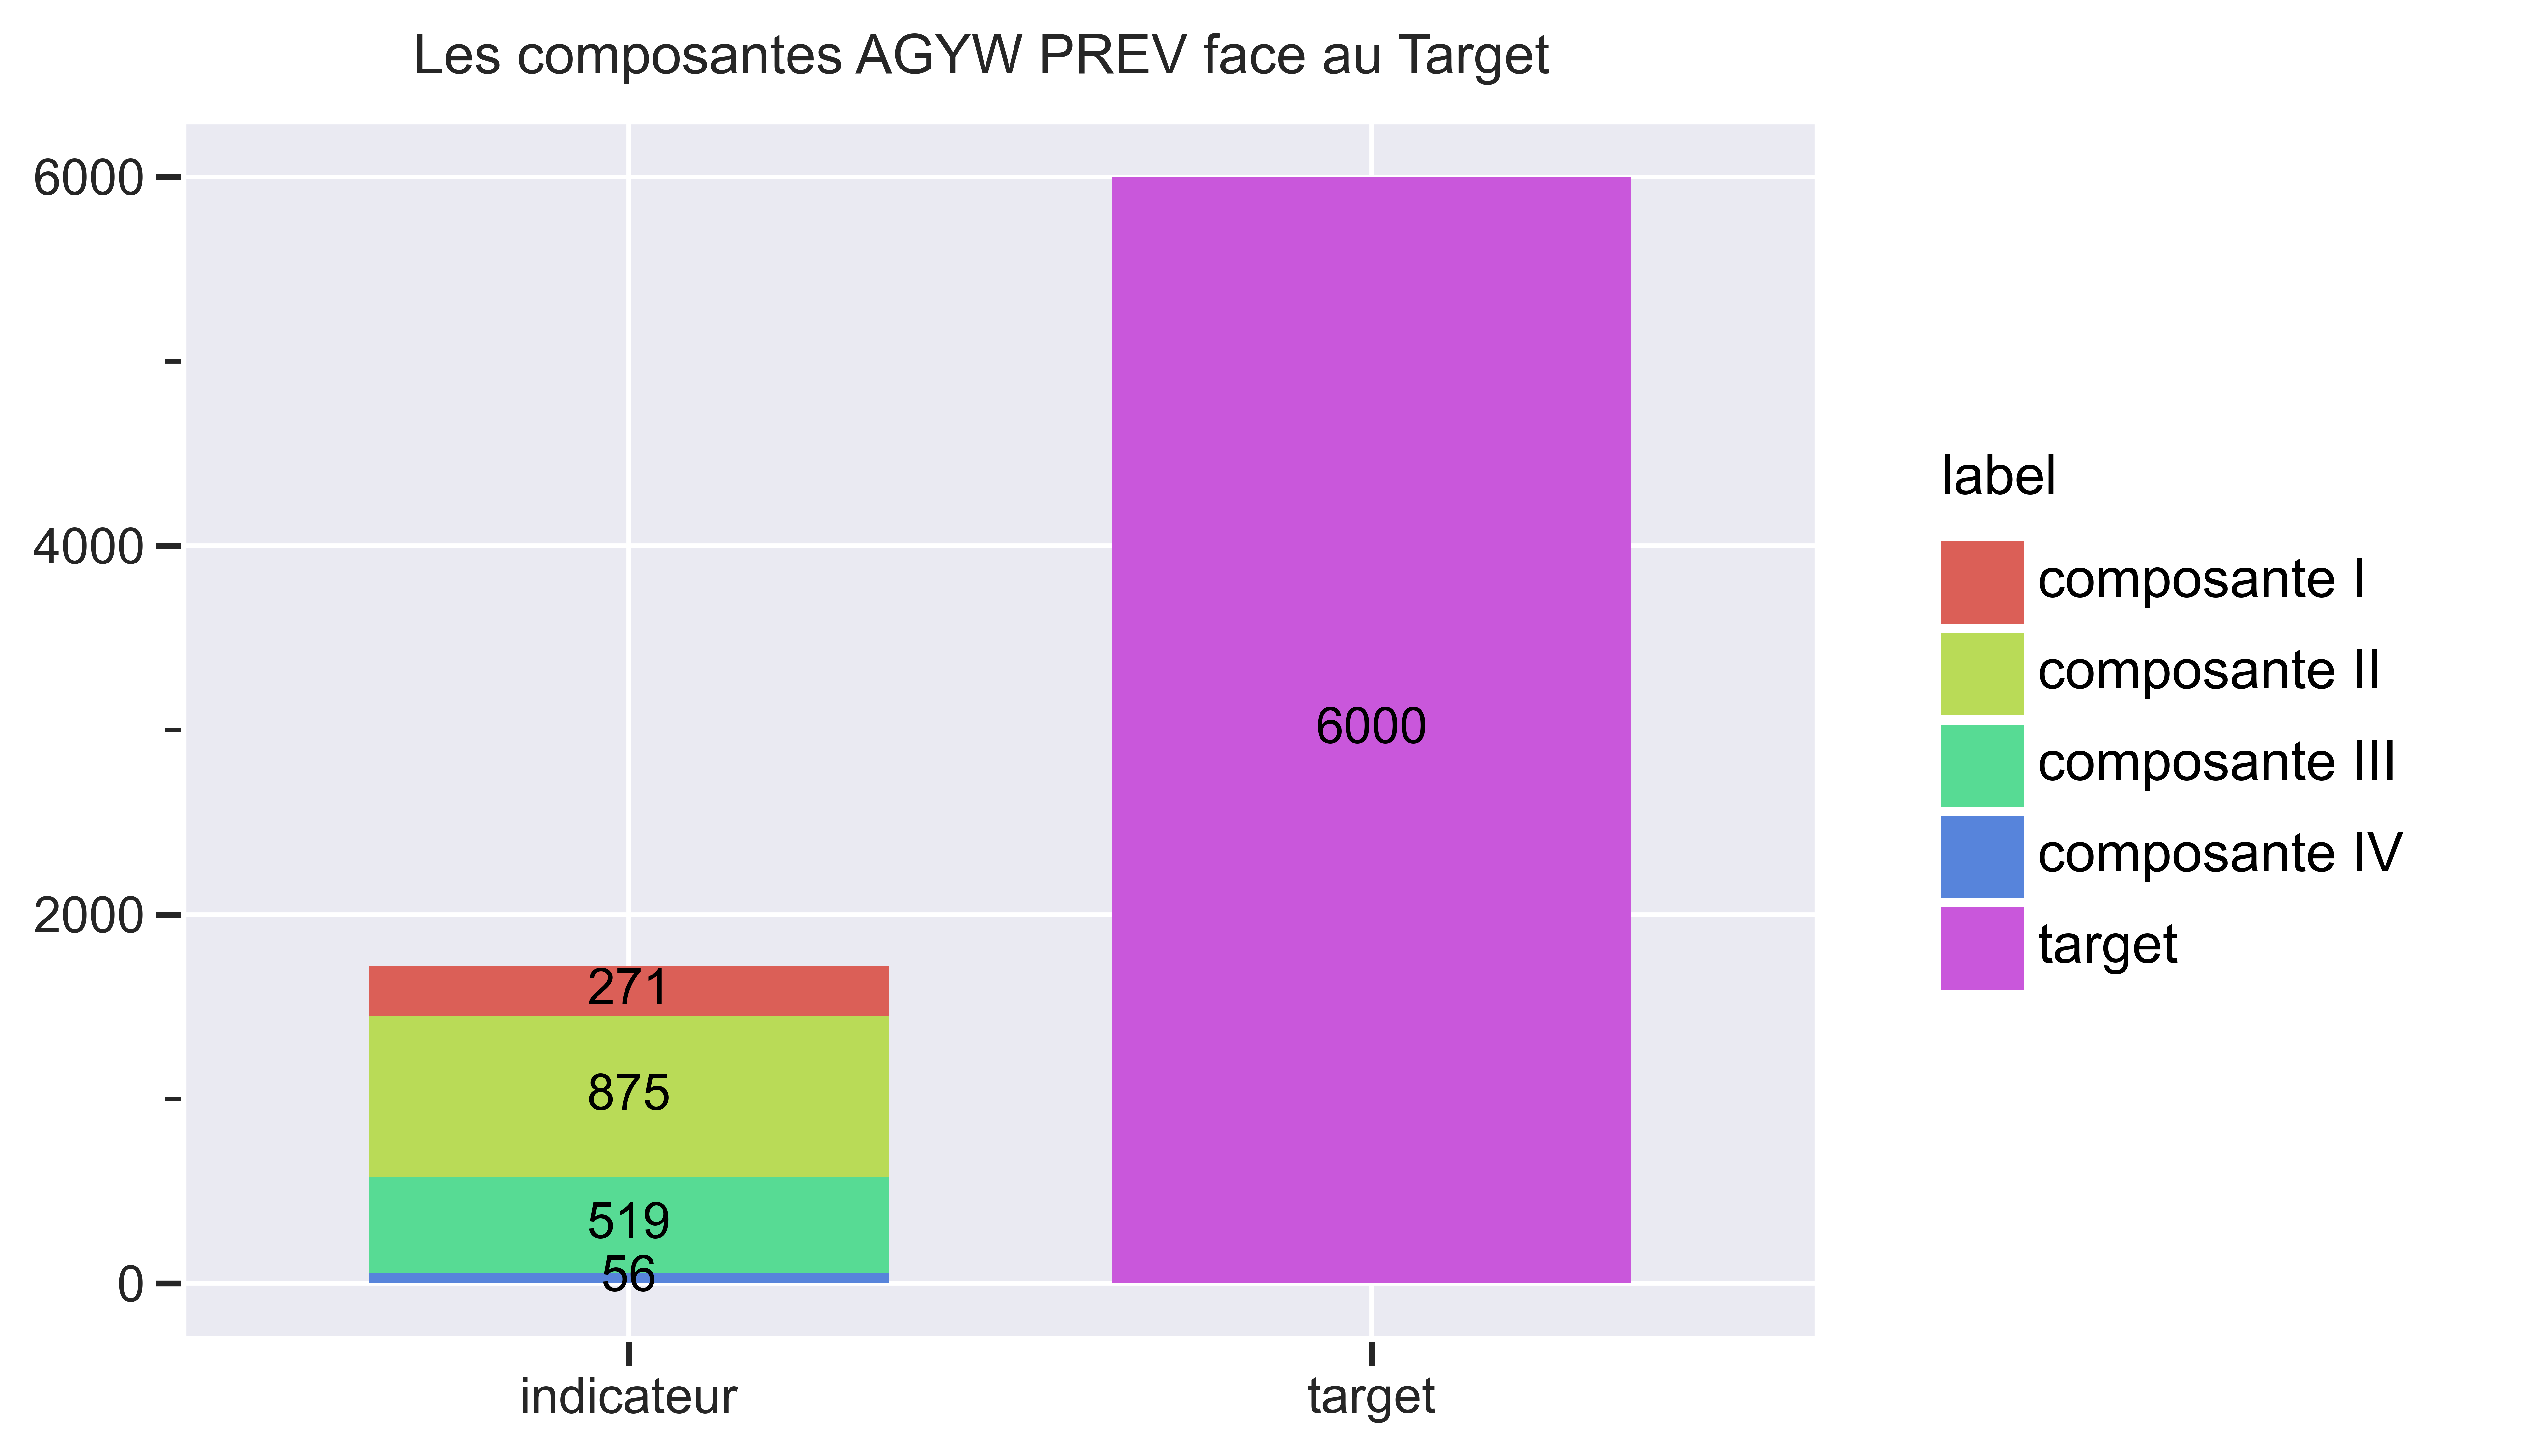 Les composantes AGYW PREV face au Target
6000
4000
2000
0
271
875
519
56
6000
indicateur
target
label
composante I
composante II
composante III
composante IV
target